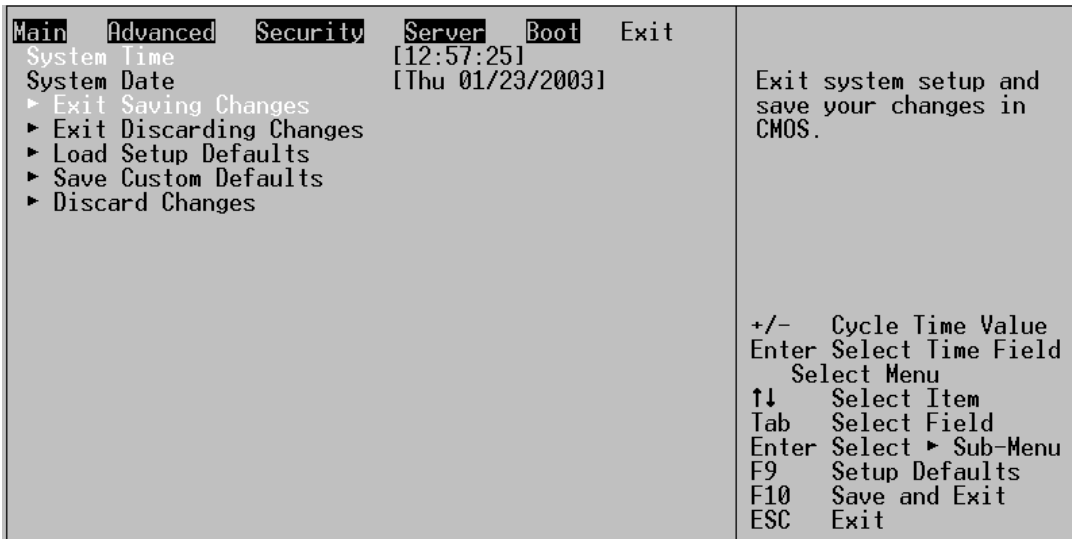 Main Advanced Security Server Boot Exit
System Time [12:57:25]
System Date [Thu 01/23/2003]
► Exit Saving Changes
► Exit Discarding Changes
► Load Setup Defaults
► Save Custom Defaults
► Discard Changes
Exit system setup and
save your changes in
CMOS.
+/- Cycle Time Value
Enter Select Time Field
Select Menu
↑↓ Select Item
Tab Select Field
Enter Select ► Sub-Menu
F9 Setup Defaults
F10 Save and Exit
ESC Exit